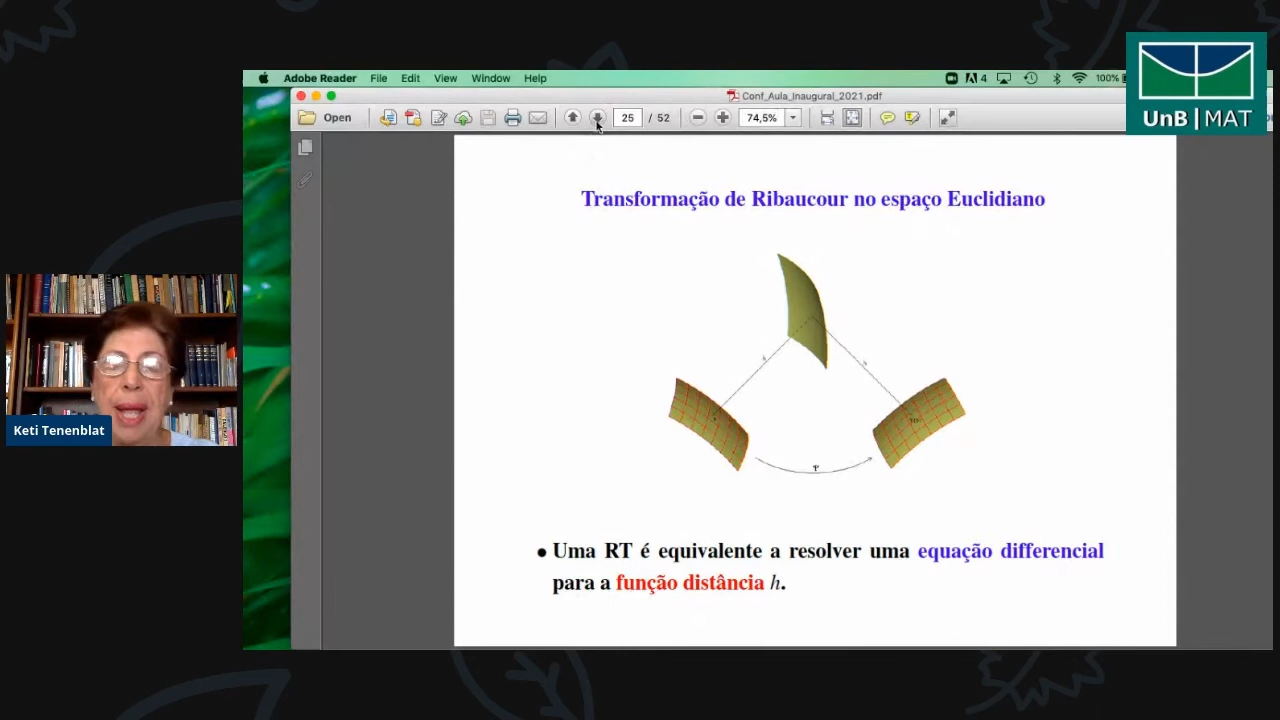 Adobe Reader File Edit View Window Help
4
100%
Conf_Aula_Inaugural_2021.pdf
UnB | MAT
Open
25 / 52
74,5%
Transformação de Ribaucour no espaço Euclidiano
Ψ
Keti Tenenblat
• Uma RT é equivalente a resolver uma equação differencial
para a função distância h.